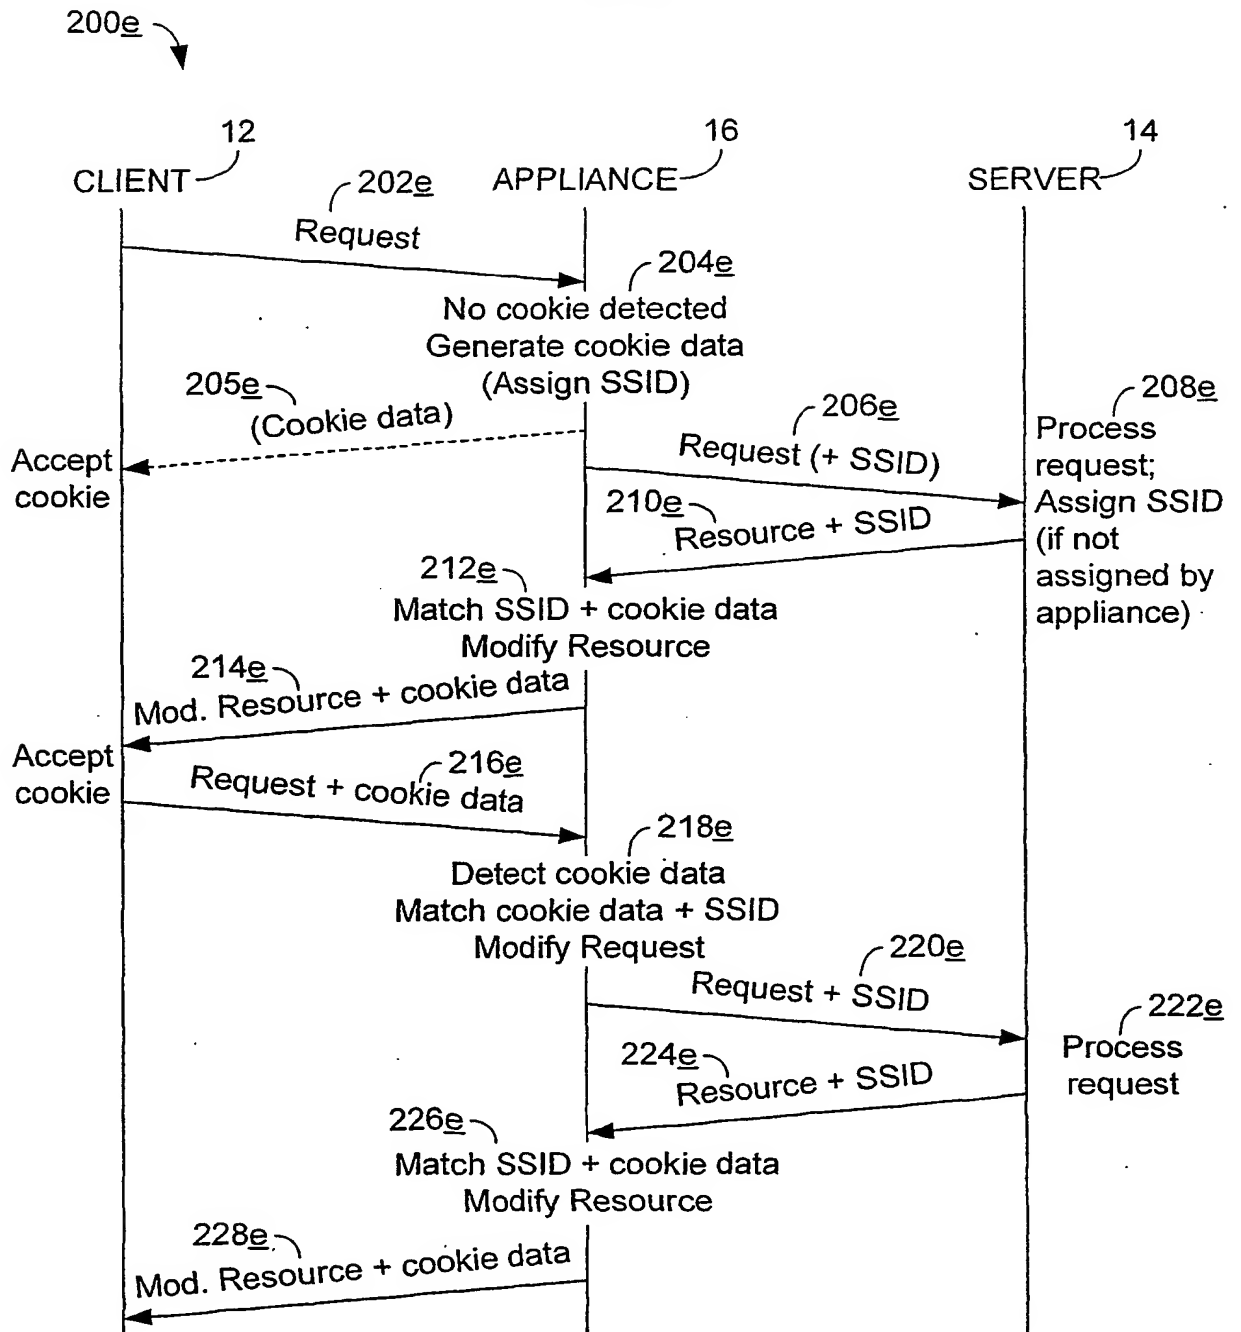 200e
12
16
14
CLIENT
APPLIANCE
SERVER
202e
Request
204e
No cookie detected
Generate cookie data
(Assign SSID)
205e
(Cookie data)
Accept
cookie
206e
Request (+ SSID)
208e
Process
request;
Assign SSID
(if not
assigned by
appliance)
210e
Resource + SSID
212e
Match SSID + cookie data
Modify Resource
214e
Mod. Resource + cookie data
Accept
cookie
216e
Request + cookie data
218e
Detect cookie data
Match cookie data + SSID
Modify Request
220e
Request + SSID
222e
Process
request
224e
Resource + SSID
226e
Match SSID + cookie data
Modify Resource
228e
Mod. Resource + cookie data